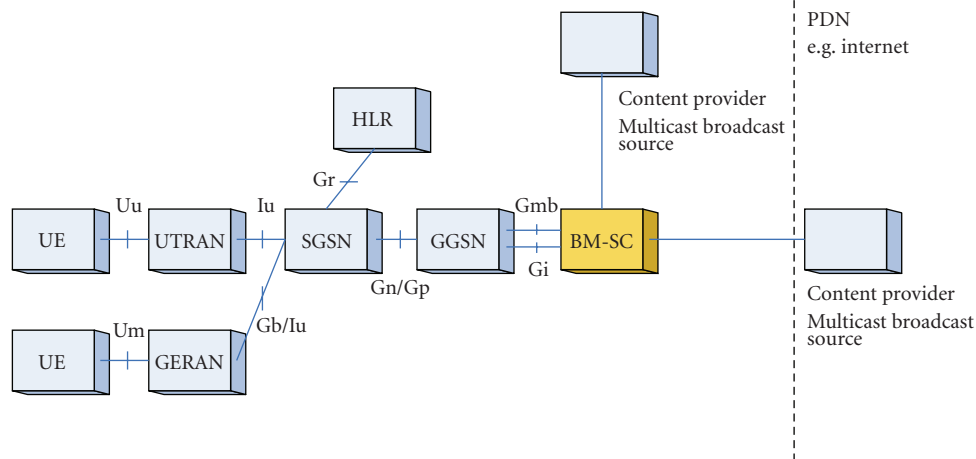 PDN
e.g. internet
Content provider
Multicast broadcast
source
HLR
Gr
Uu
Iu
Gmb
UE
UTRAN
SGSN
GGSN
BM-SC
Gi
Gn/Gp
Content provider
Multicast broadcast
source
Um
Gb/Iu
UE
GERAN